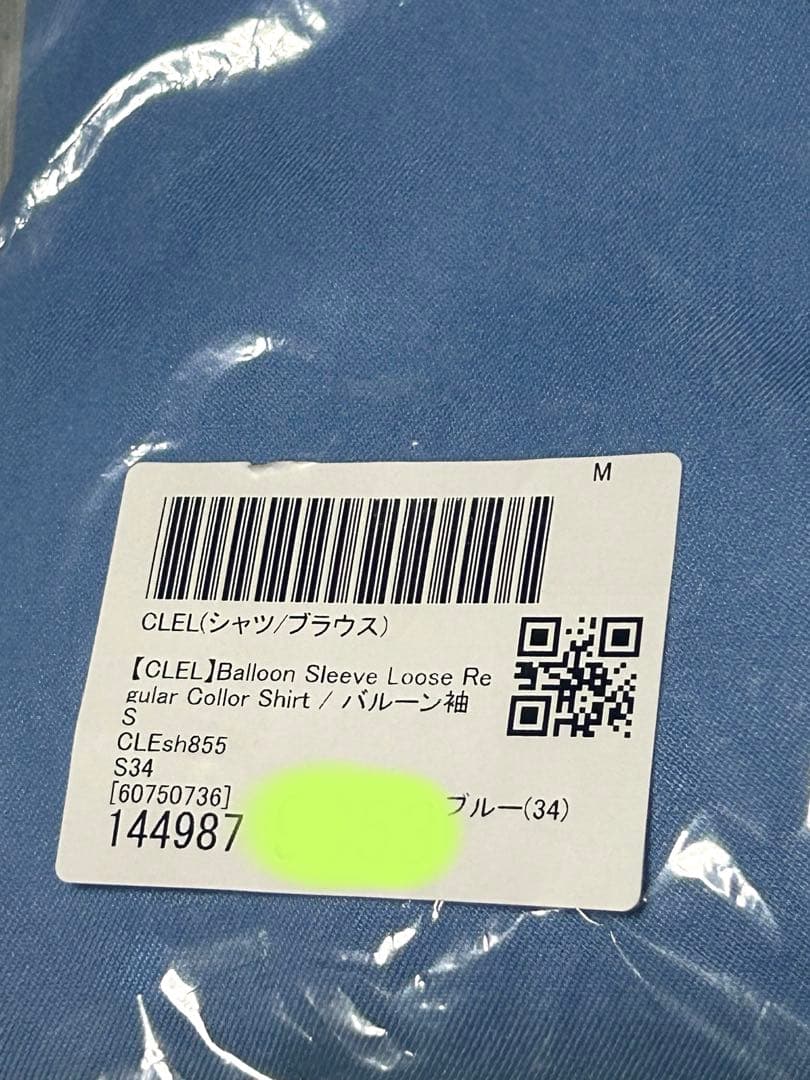 M
CLEL(シャツ/ブラウス)
【CLEL】Balloon Sleeve Loose Re
gular Collor Shirt / バルーン袖
S
CLEsh855
S34
[60750736]
ブルー(34)
144987